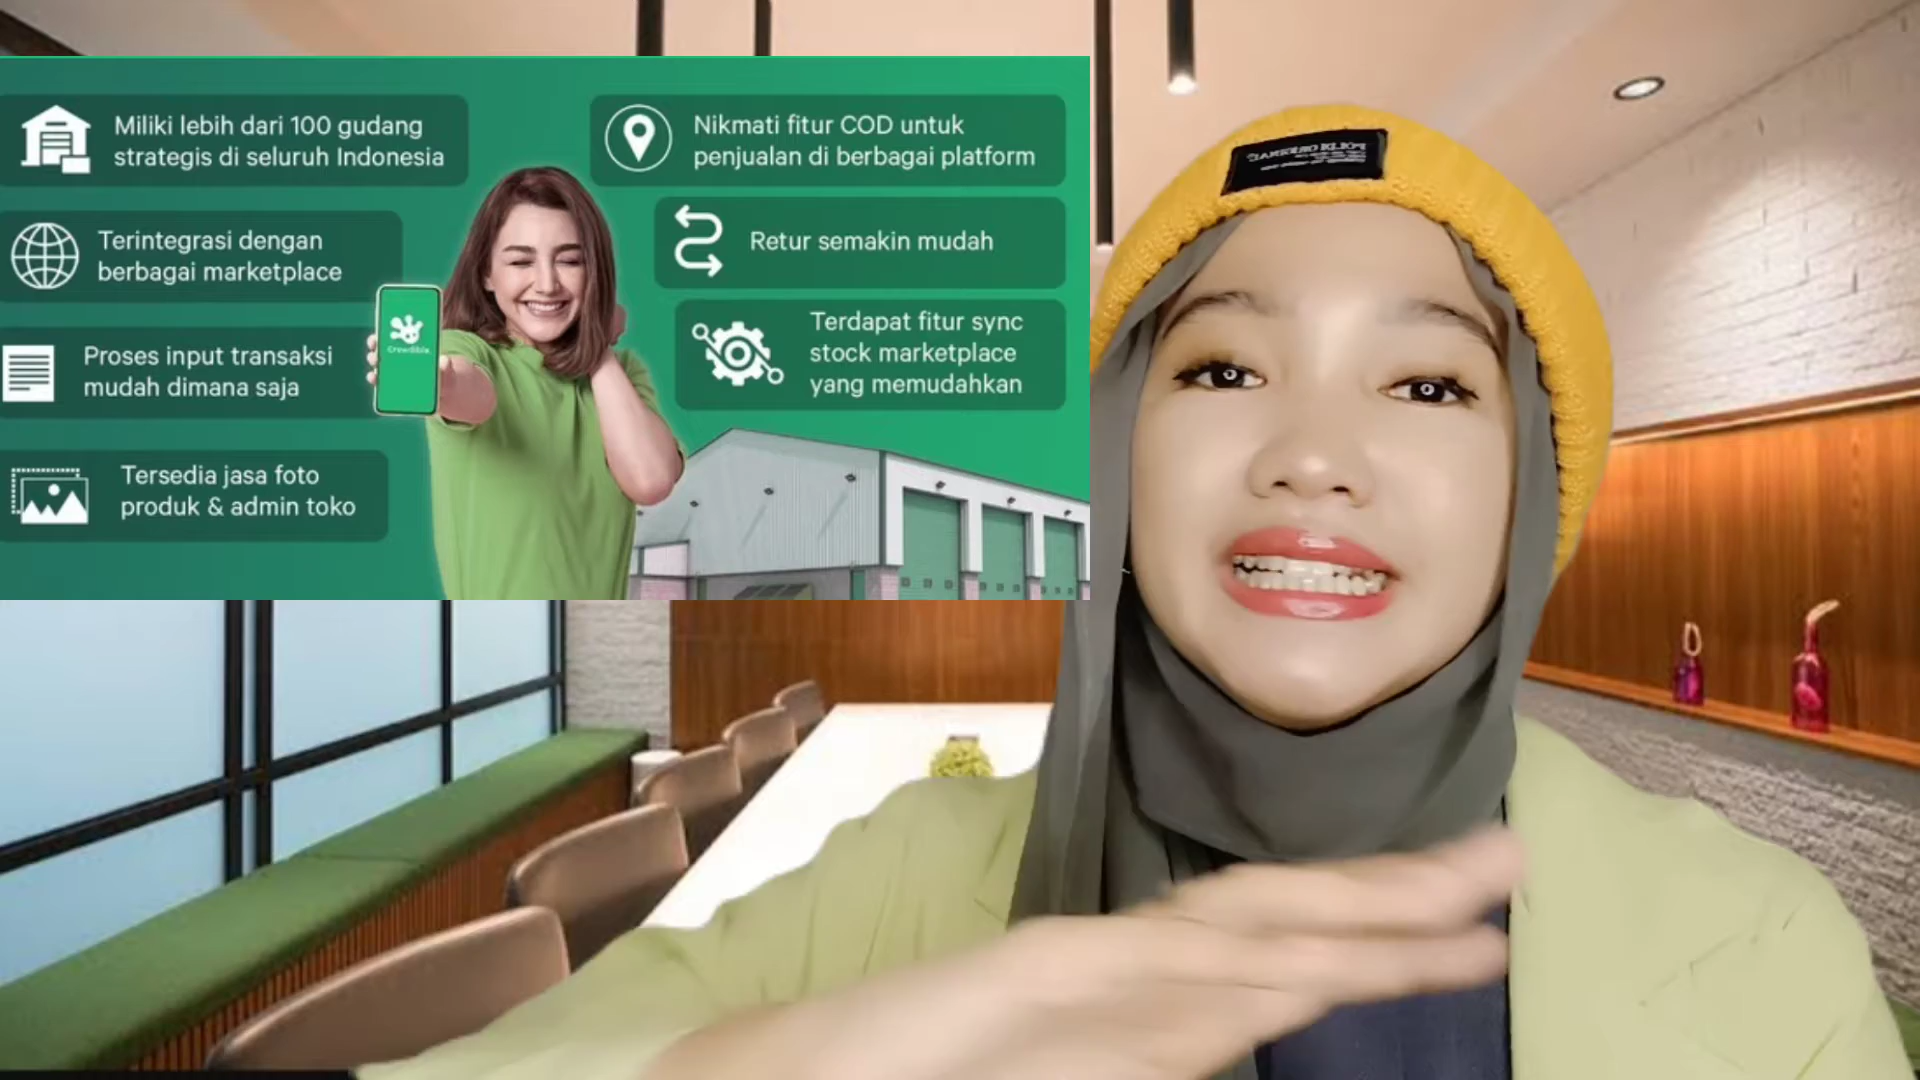 Miliki lebih dari 100 gudang
strategis di seluruh Indonesia
Terintegrasi dengan
berbagai marketplace
Proses input transaksi
mudah dimana saja
Tersedia jasa foto
produk & admin toko
Crewdible.
Nikmati fitur COD untuk
penjualan di berbagai platform
Retur semakin mudah
Terdapat fitur sync
stock marketplace
yang memudahkan